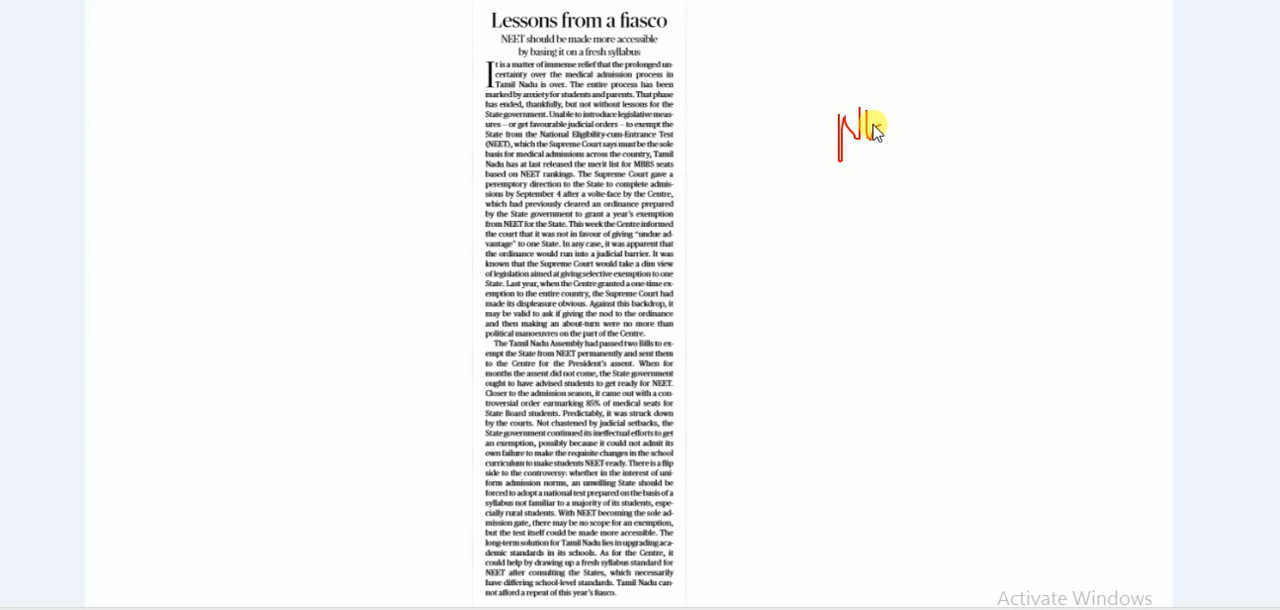 Lessons from a fiasco
NEET should be made more accessible
by basing it on a fresh syllabus
It is a matter of immense relief that the prolonged un-
certainty over the medical admission process in
Tamil Nadu is over. The entire process has been
marked by anxiety for students and parents. That phase
has ended, thankfully, but not without lessons for the
State government. Unable to introduce legislative meas-
ures – or get favourable judicial orders – to exempt the
State from the National Eligibility-cum-Entrance Test
(NEET), which the Supreme Court says must be the sole
basis for medical admissions across the country, Tamil
Nadu has at last released the merit list for MBBS seats
based on NEET rankings. The Supreme Court gave a
peremptory direction to the State to complete admis-
sions by September 4 after a volte-face by the Centre,
which had previously cleared an ordinance prepared
by the State government to grant a year's exemption
from NEET for the State. This week the Centre informed
the court that it was not in favour of giving “undue ad-
vantage” to one State. In any case, it was apparent that
the ordinance would run into a judicial barrier. It was
known that the Supreme Court would take a dim view
of legislation aimed at giving selective exemption to one
State. Last year, when the Centre granted a one-time ex-
emption to the entire country, the Supreme Court had
made its displeasure obvious. Against this backdrop, it
may be valid to ask if giving the nod to the ordinance
and then making an about-turn were no more than
political manoeuvres on the part of the Centre.
The Tamil Nadu Assembly had passed two Bills to ex-
empt the State from NEET permanently and sent them
to the Centre for the President's assent. When for
months the assent did not come, the State government
ought to have advised students to get ready for NEET.
Closer to the admission season, it came out with a con-
troversial order earmarking 85% of medical seats for
State Board students. Predictably, it was struck down
by the courts. Not chastened by judicial setbacks, the
State government continued its ineffectual efforts to get
an exemption, possibly because it could not admit its
own failure to make the requisite changes in the school
curriculum to make students NEET-ready. There is a flip
side to the controversy: whether in the interest of uni-
form admission norms, an unwilling State should be
forced to adopt a national test prepared on the basis of a
syllabus not familiar to a majority of its students, espe-
cially rural students. With NEET becoming the sole ad-
mission gate, there may be no scope for an exemption,
but the test itself could be made more accessible. The
long-term solution for Tamil Nadu lies in upgrading aca-
demic standards in its schools. As for the Centre, it
could help by drawing up a fresh syllabus standard for
NEET after consulting the States, which necessarily
have differing school-level standards. Tamil Nadu can-
not afford a repeat of this year's fiasco.
Activate Windows